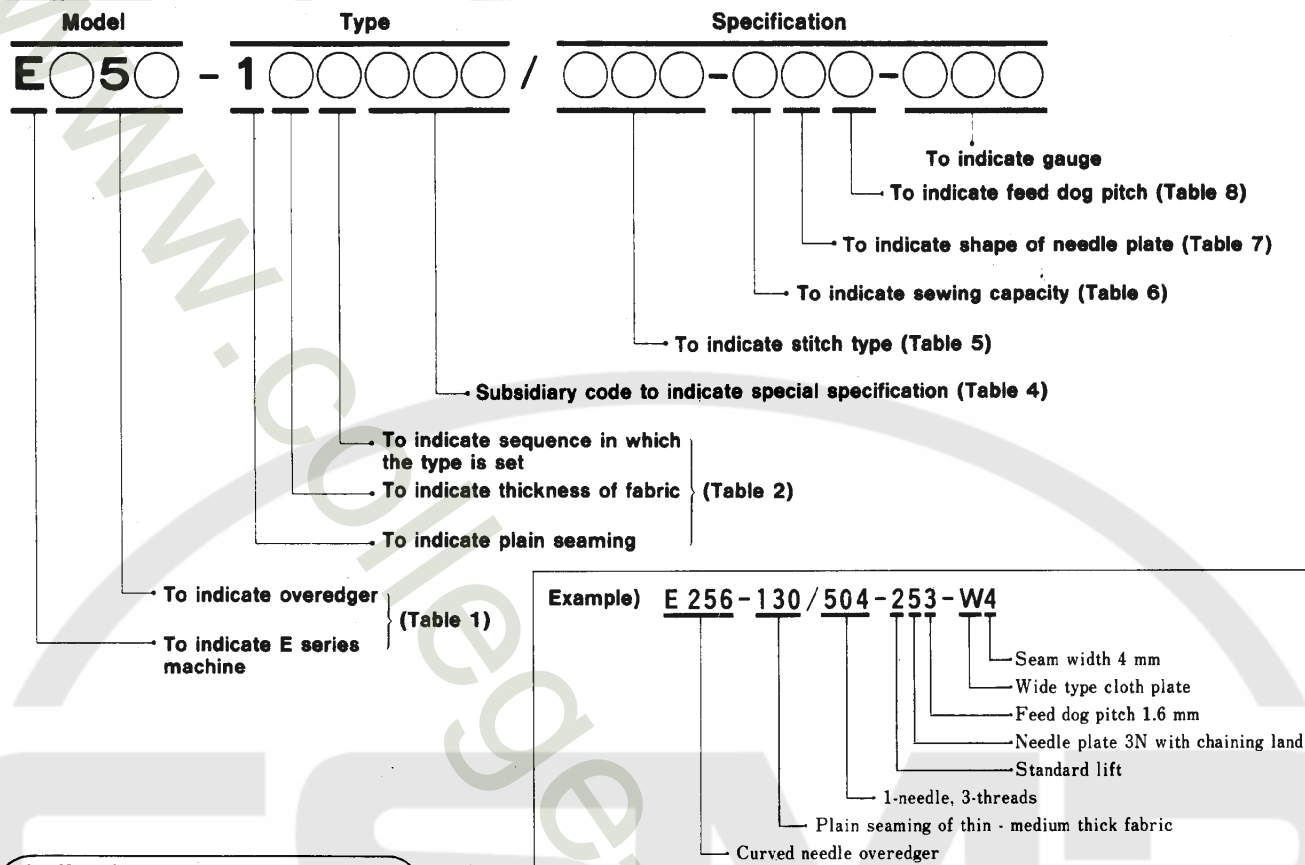 Model Type Specification
E○5○ - 1○○○○○ / ○○○-○○○-○○○
To indicate gauge
To indicate feed dog pitch (Table 8)
To indicate shape of needle plate (Table 7)
To indicate sewing capacity (Table 6)
To indicate stitch type (Table 5)
Subsidiary code to indicate special specification (Table 4)
To indicate sequence in which
the type is set
To indicate thickness of fabric (Table 2)
To indicate plain seaming
To indicate overedger
(Table 1)
To indicate E series
machine
Example) E 256-130/504-253-W4
Seam width 4 mm
Wide type cloth plate
Feed dog pitch 1.6 mm
Needle plate 3N with chaining land
Standard lift
1-needle, 3-threads
Plain seaming of thin - medium thick fabric
Curved needle overedger
www.college